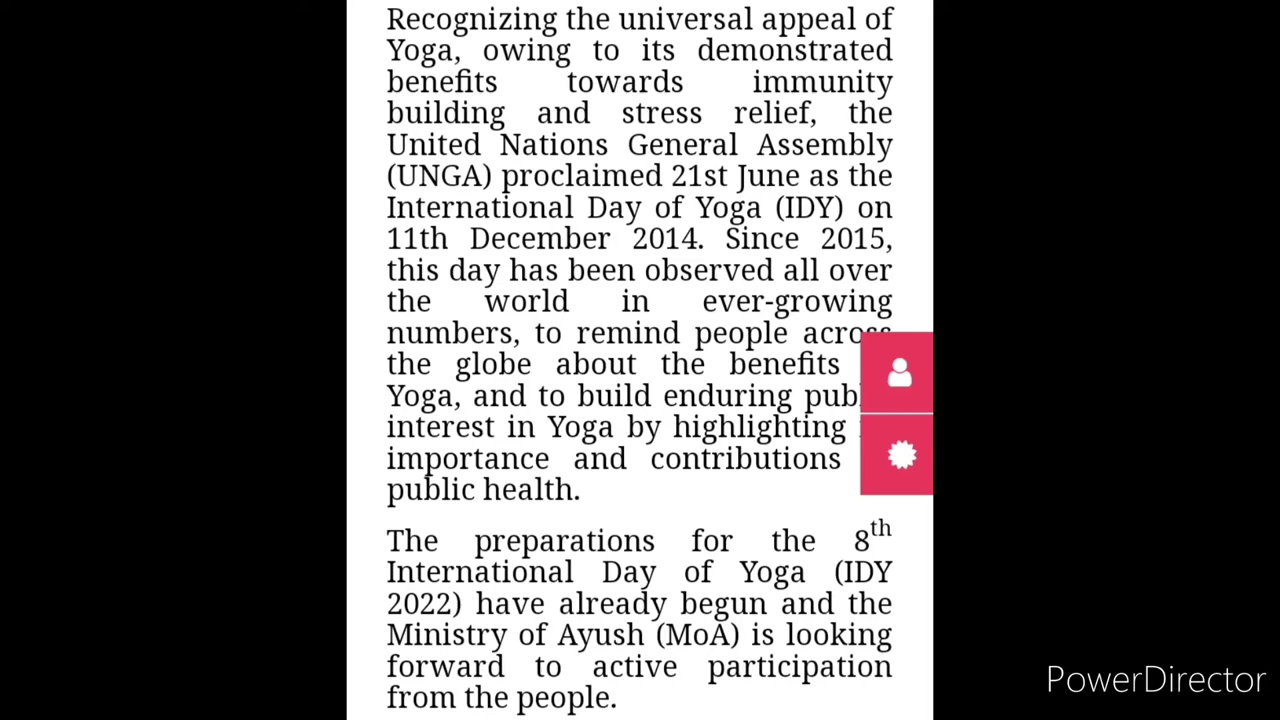 Recognizing the universal appeal of
Yoga, owing to its demonstrated
benefits towards immunity
building and stress relief, the
United Nations General Assembly
(UNGA) proclaimed 21st June as the
International Day of Yoga (IDY) on
11th December 2014. Since 2015,
this day has been observed all over
the world in ever-growing
numbers, to remind people across
the globe about the benefits
Yoga, and to build enduring
interest in Yoga by highlighting
importance and contributions
public health.
The preparations for the 8th
International Day of Yoga (IDY
2022) have already begun and the
Ministry of Ayush (MoA) is looking
forward to active participation
from the people.
PowerDirector